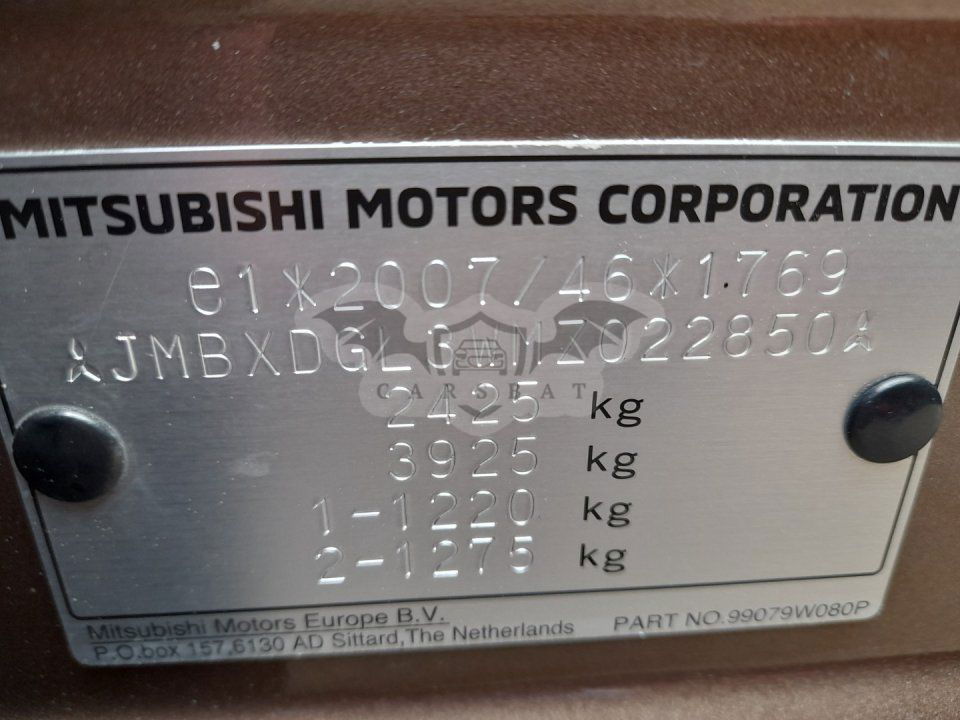 MITSUBISHI MOTORS CORPORATION
e1*2007/46*1769
JMBXDGL3WMZ022850
CARSBAT
2425 kg
3925 kg
1-1220 kg
2-1275 kg
Mitsubishi Motors Europe B.V.
P.O.box 157,6130 AD Sittard,The Netherlands
PART NO.99079W080P